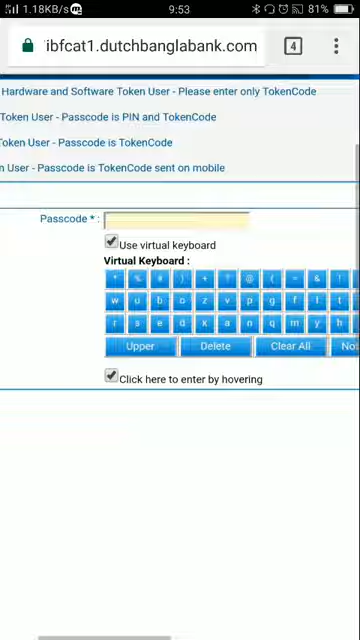 1.18KB/s 9:53 81%
ibfcat1.dutchbanglabank.com 4
Hardware and Software Token User - Please enter only TokenCode
Token User - Passcode is PIN and TokenCode
Token User - Passcode is TokenCode
n User - Passcode is TokenCode sent on mobile
Passcode * :
Use virtual keyboard
Virtual Keyboard :
* % # ) + ? @ ( = & !
w u b o z v p g f l t
r s e d x a n q m y h
Upper Delete Clear All
Click here to enter by hovering